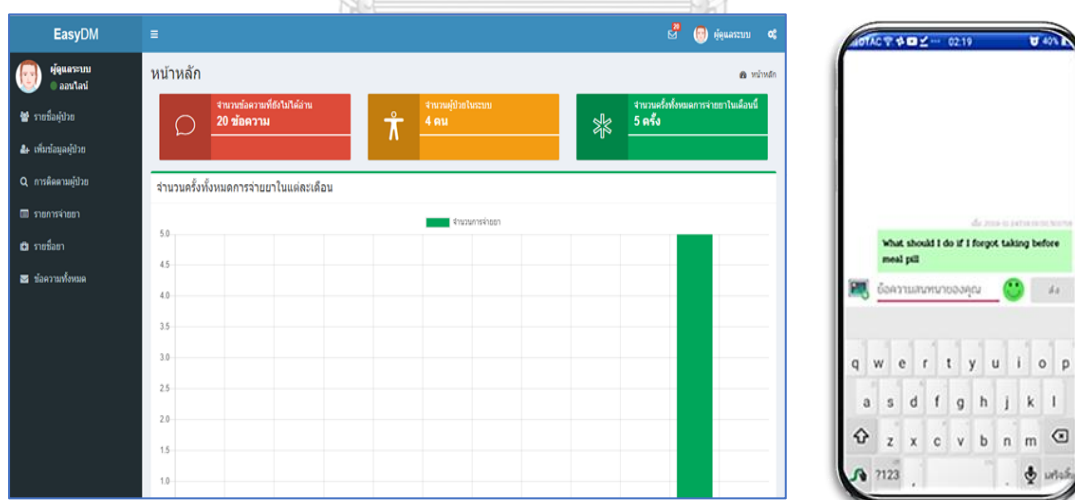 EasyDM
20
ผู้ดูแลระบบ
ผู้ดูแลระบบ
ออนไลน์
รายชื่อผู้ป่วย
เพิ่มข้อมูลผู้ป่วย
การติดตามผู้ป่วย
รายการจ่ายยา
รายชื่อยา
ข้อความทั้งหมด
หน้าหลัก
หน้าหลัก
จำนวนข้อความที่ยังไม่ได้อ่าน
20 ข้อความ
จำนวนผู้ป่วยในระบบ
4 คน
จำนวนครั้งทั้งหมดการจ่ายยาในเดือนนี้
5 ครั้ง
จำนวนครั้งทั้งหมดการจ่ายยาในแต่ละเดือน
จำนวนการจ่ายยา
5.0
4.5
4.0
3.5
3.0
2.5
2.0
1.5
1.0
DTAC 02:19 40%
What should I do if I forgot taking before
meal pill
ข้อความสนทนาของคุณ
ส่ง
q w e r t y u i o p
a s d f g h j k l
z x c v b n m
?123 , .